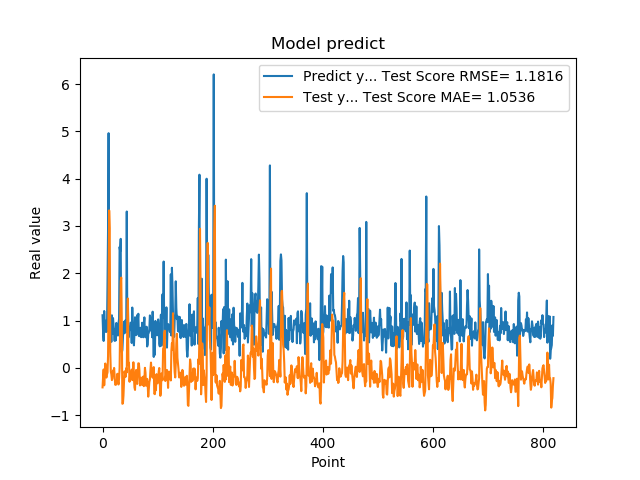 Model predict
Predict y... Test Score RMSE= 1.1816
Test y... Test Score MAE= 1.0536
6
5
4
3
2
1
0
−1
Real value
0 200 400 600 800
Point